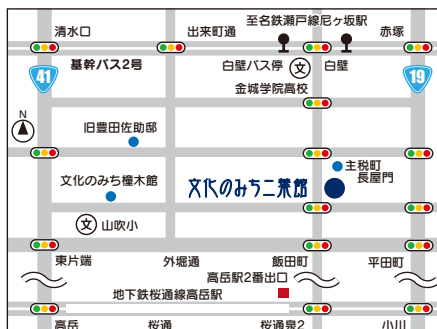 至名鉄瀬戸線尼ヶ坂駅
清水口
出来町通
赤塚
基幹バス2号
白壁バス停
文
白壁
41
19
金城学院高校
N
旧豊田佐助邸
主税町
長屋門
文化のみち橦木館
文化のみち二葉館
文
山吹小
東片端
外堀通
飯田町
平田町
高岳駅2番出口
地下鉄桜通線高岳駅
高岳
桜通
桜通泉2
小川